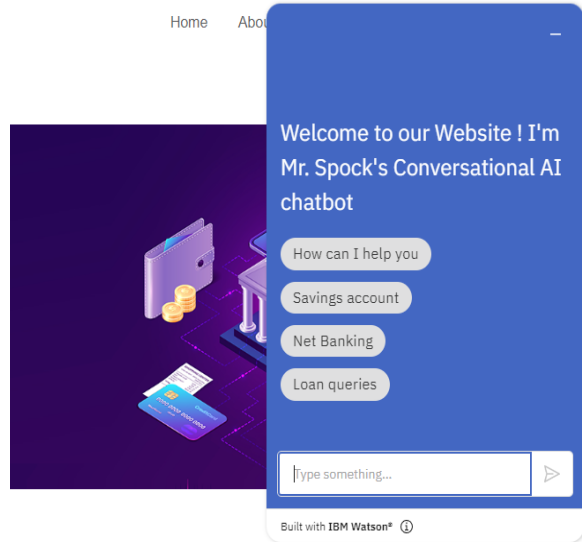 Home Abou
Welcome to our Website ! I'm
Mr. Spock's Conversational AI
chatbot
How can I help you
Savings account
Net Banking
Loan queries
Type something...
Built with IBM Watson®